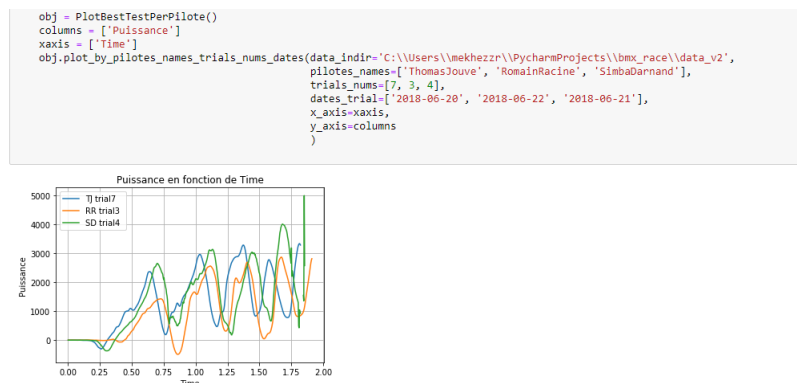 obj = PlotBestTestPerPilote()
columns = ['Puissance']
xaxis = ['Time']
obj.plot_by_pilotes_names_trials_nums_dates(data_indir='C:\\Users\\mekhezzr\\PycharmProjects\\bmx_race\\data_v2',
pilotes_names=['ThomasJouve', 'RomainRacine', 'SimbaDarnand'],
trials_nums=[7, 3, 4],
dates_trial=['2018-06-20', '2018-06-22', '2018-06-21'],
x_axis=xaxis,
y_axis=columns
)
Puissance en fonction de Time
TJ trial7
RR trial3
SD trial4
5000
4000
3000
2000
1000
0
Puissance
0.00 0.25 0.50 0.75 1.00 1.25 1.50 1.75 2.00
Time